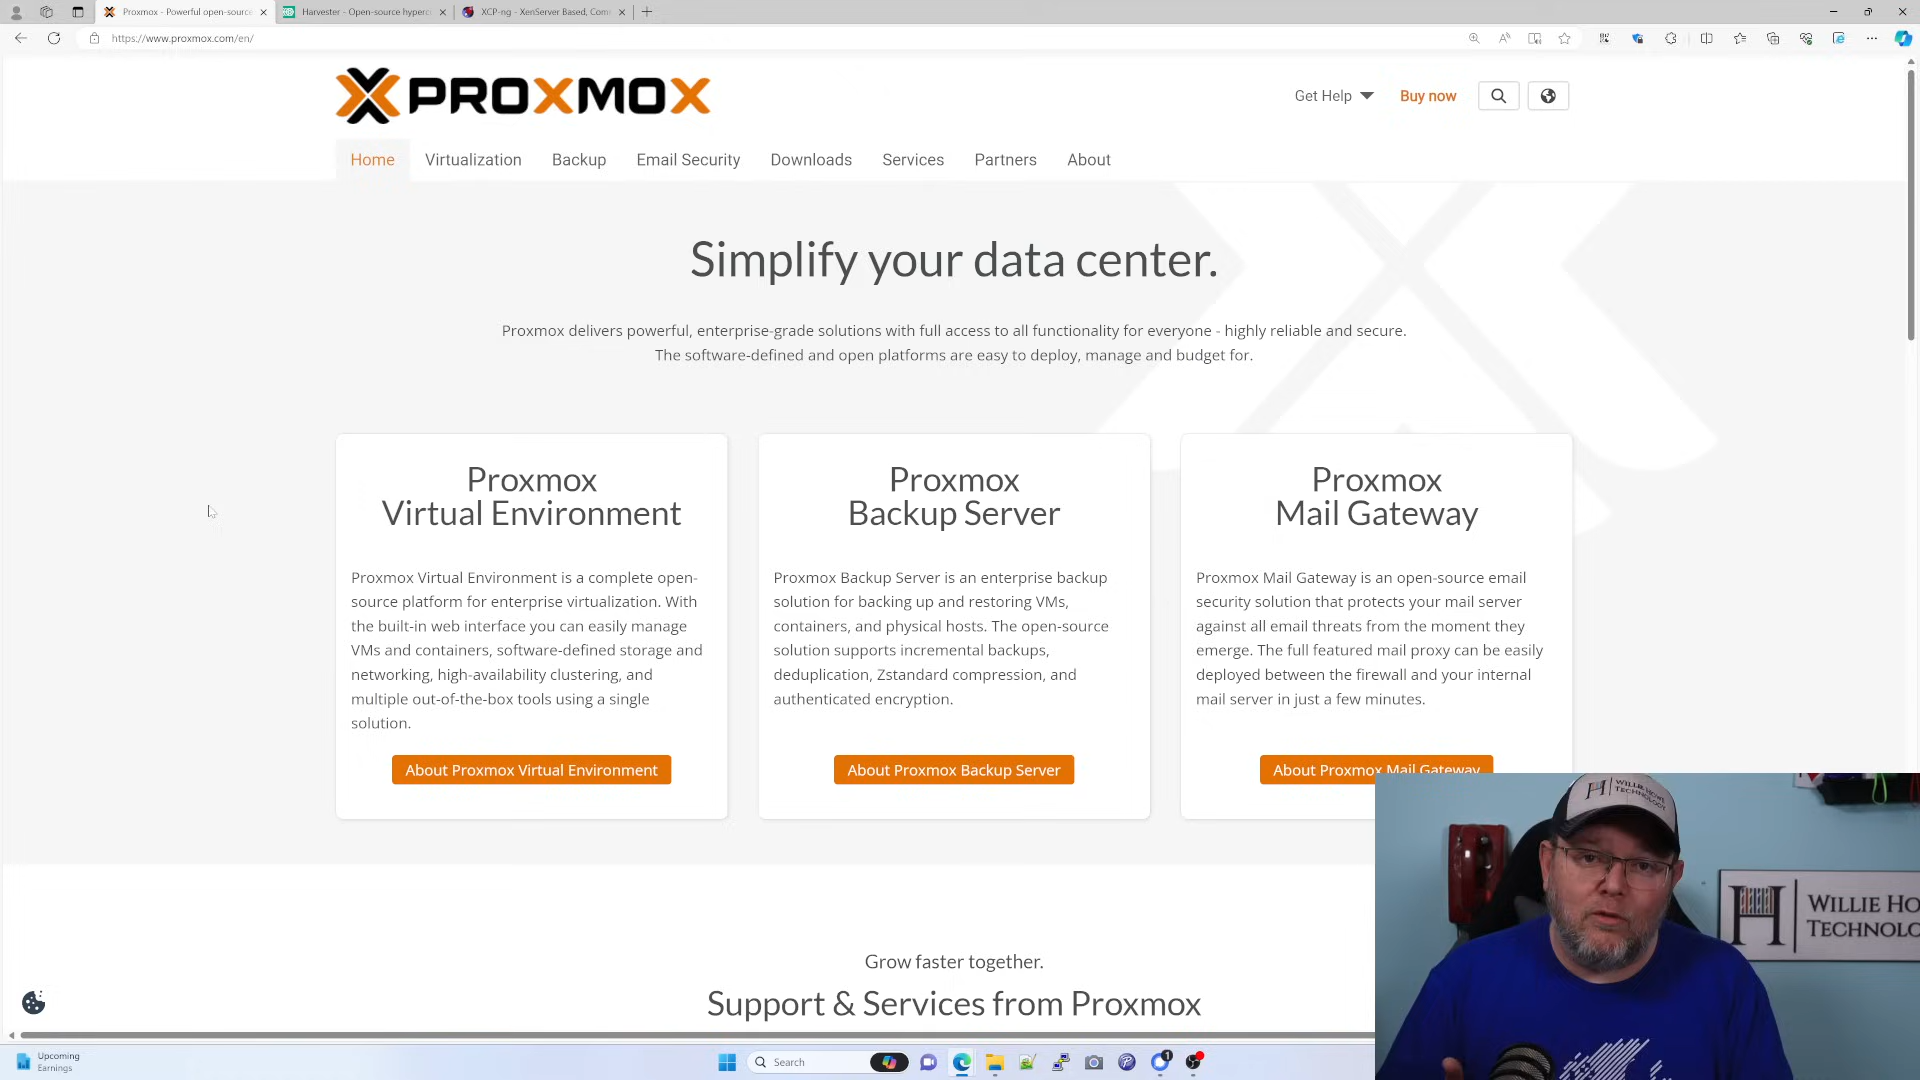 Proxmox - Powerful open-source
Harvester - Open-source hyperc
XCP-ng - XenServer Based, Com
https://www.proxmox.com/en/
PROXMOX
Get Help
Buy now
Home
Virtualization
Backup
Email Security
Downloads
Services
Partners
About
Simplify your data center.
Proxmox delivers powerful, enterprise-grade solutions with full access to all functionality for everyone - highly reliable and secure.
The software-defined and open platforms are easy to deploy, manage and budget for.
Proxmox
Virtual Environment
Proxmox Virtual Environment is a complete open-
source platform for enterprise virtualization. With
the built-in web interface you can easily manage
VMs and containers, software-defined storage and
networking, high-availability clustering, and
multiple out-of-the-box tools using a single
solution.
About Proxmox Virtual Environment
Proxmox
Backup Server
Proxmox Backup Server is an enterprise backup
solution for backing up and restoring VMs,
containers, and physical hosts. The open-source
solution supports incremental backups,
deduplication, Zstandard compression, and
authenticated encryption.
About Proxmox Backup Server
Proxmox
Mail Gateway
Proxmox Mail Gateway is an open-source email
security solution that protects your mail server
against all email threats from the moment they
emerge. The full featured mail proxy can be easily
deployed between the firewall and your internal
mail server in just a few minutes.
About Proxmox Mail Gateway
WILLIE HOWE
TECHNOLOGY
WILLIE HO
TECHNOLO
Grow faster together.
Support & Services from Proxmox
Upcoming
Earnings
Search
1